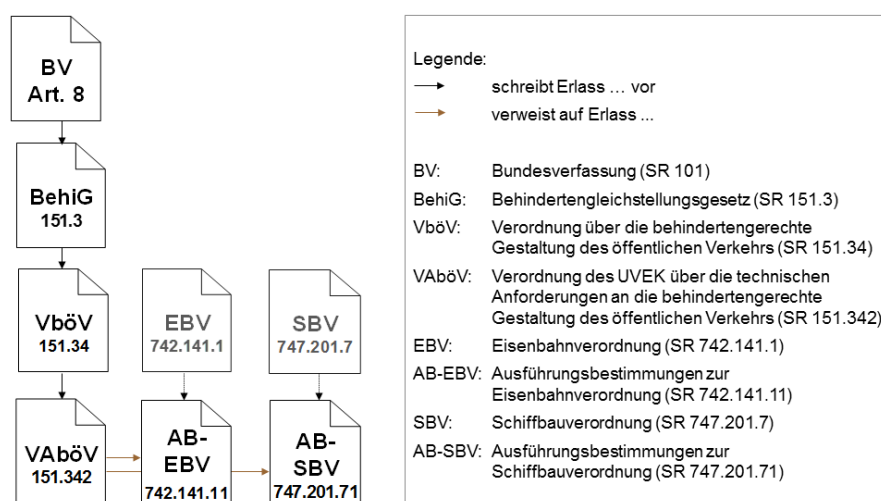 BV
Art. 8
BehiG
151.3
VböV
151.34
EBV
742.141.1
SBV
747.201.7
VAböV
151.342
AB-
EBV
742.141.11
AB-
SBV
747.201.71
Legende:
schreibt Erlass … vor
verweist auf Erlass ...
BV: Bundesverfassung (SR 101)
BehiG: Behindertengleichstellungsgesetz (SR 151.3)
VböV: Verordnung über die behindertengerechte
Gestaltung des öffentlichen Verkehrs (SR 151.34)
VAböV: Verordnung des UVEK über die technischen
Anforderungen an die behindertengerechte
Gestaltung des öffentlichen Verkehrs (SR 151.342)
EBV: Eisenbahnverordnung (SR 742.141.1)
AB-EBV: Ausführungsbestimmungen zur
Eisenbahnverordnung (SR 742.141.11)
SBV: Schiffbauverordnung (SR 747.201.7)
AB-SBV: Ausführungsbestimmungen zur
Schiffbauverordnung (SR 747.201.71)